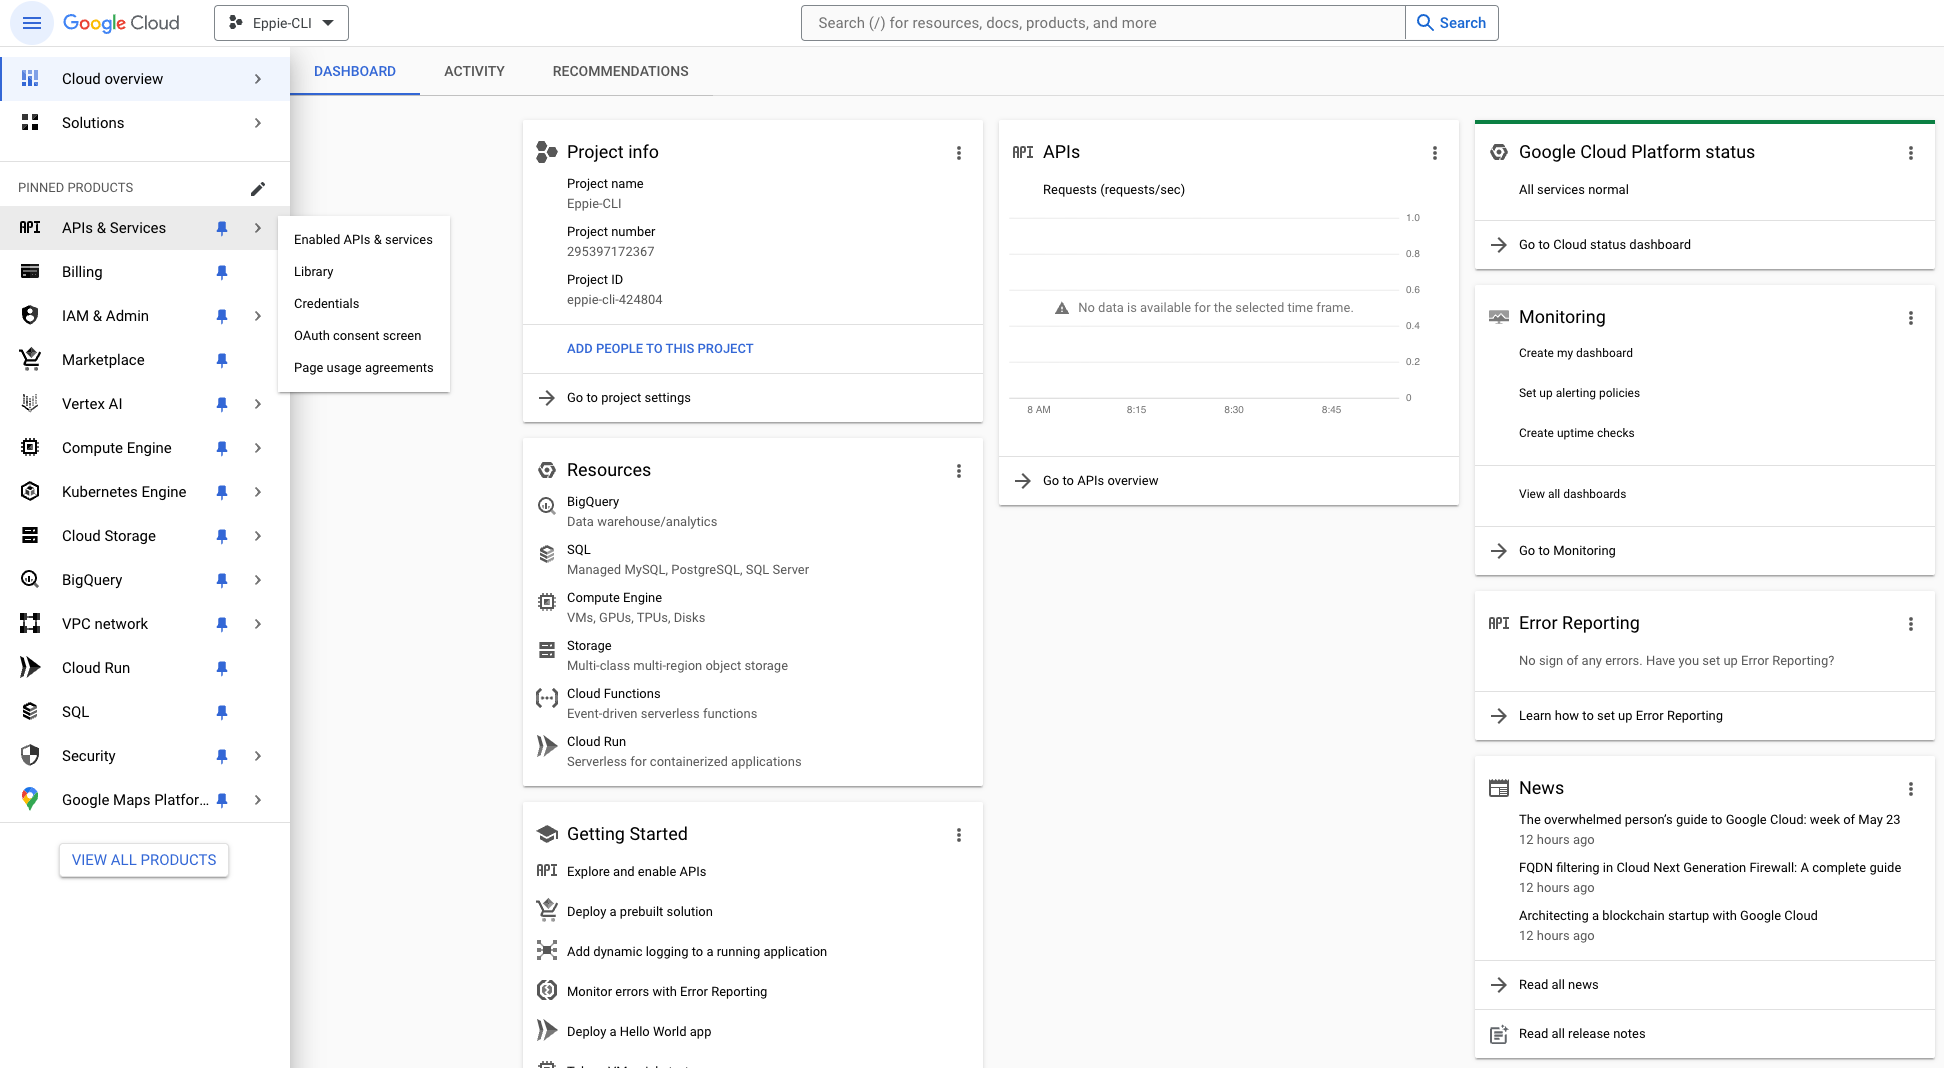 Google Cloud
Eppie-CLI
Search (/) for resources, docs, products, and more
Search
Cloud overview
Solutions
PINNED PRODUCTS
API
APIs & Services
Billing
IAM & Admin
Marketplace
Vertex AI
Compute Engine
Kubernetes Engine
Cloud Storage
BigQuery
VPC network
Cloud Run
SQL
Security
Google Maps Platfor...
VIEW ALL PRODUCTS
Enabled APIs & services
Library
Credentials
OAuth consent screen
Page usage agreements
DASHBOARD
ACTIVITY
RECOMMENDATIONS
Project info
Project name
Eppie-CLI
Project number
295397172367
Project ID
eppie-cli-424804
ADD PEOPLE TO THIS PROJECT
Go to project settings
Resources
BigQuery
Data warehouse/analytics
SQL
Managed MySQL, PostgreSQL, SQL Server
Compute Engine
VMs, GPUs, TPUs, Disks
Storage
Multi-class multi-region object storage
Cloud Functions
Event-driven serverless functions
Cloud Run
Serverless for containerized applications
Getting Started
API
Explore and enable APIs
Deploy a prebuilt solution
Add dynamic logging to a running application
Monitor errors with Error Reporting
Deploy a Hello World app
API
APIs
Requests (requests/sec)
1.0
0.8
0.6
No data is available for the selected time frame.
0.4
0.2
0
8 AM
8:15
8:30
8:45
Go to APIs overview
Google Cloud Platform status
All services normal
Go to Cloud status dashboard
Monitoring
Create my dashboard
Set up alerting policies
Create uptime checks
View all dashboards
Go to Monitoring
API
Error Reporting
No sign of any errors. Have you set up Error Reporting?
Learn how to set up Error Reporting
News
The overwhelmed person's guide to Google Cloud: week of May 23
12 hours ago
FQDN filtering in Cloud Next Generation Firewall: A complete guide
12 hours ago
Architecting a blockchain startup with Google Cloud
12 hours ago
Read all news
Read all release notes